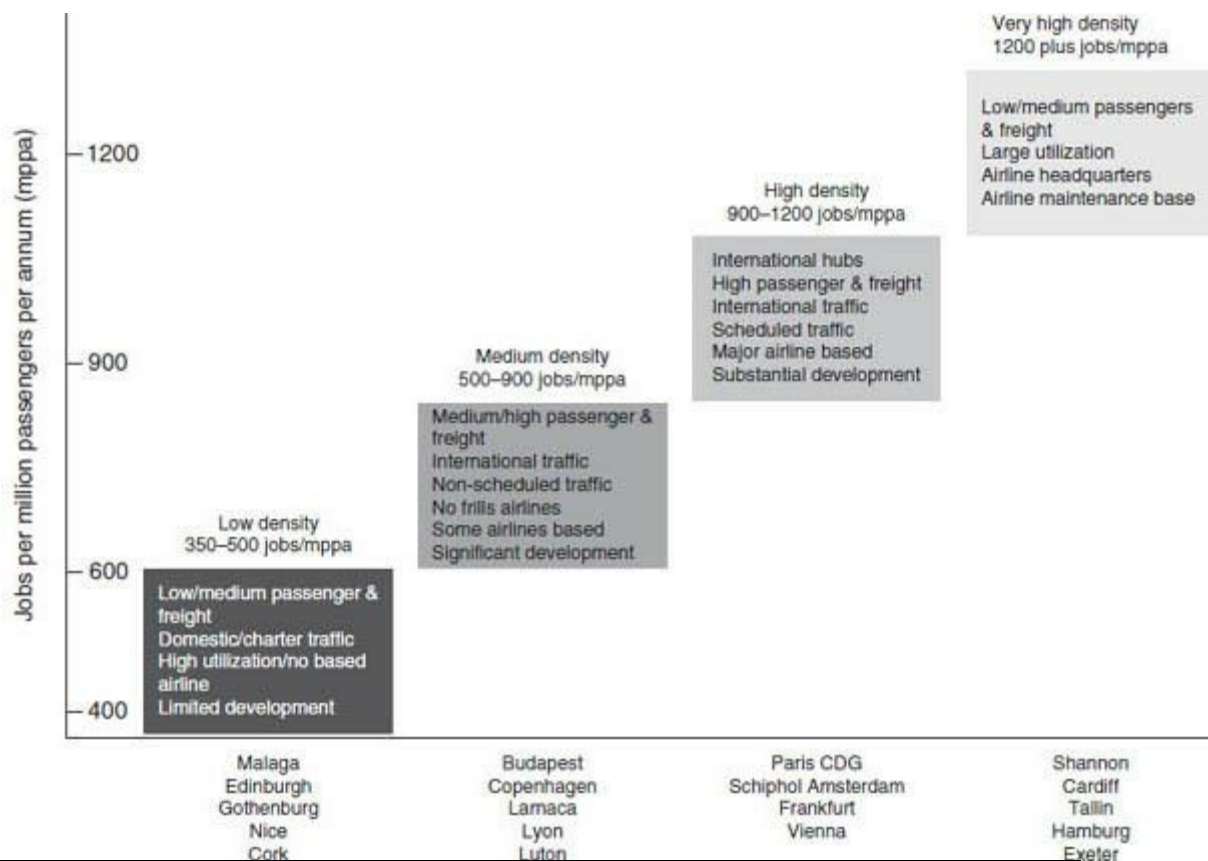 Jobs per million passengers per annum (mppa)
1200
900
600
400
Low density
350–500 jobs/mppa
Low/medium passenger &
freight
Domestic/charter traffic
High utilization/no based
airline
Limited development
Malaga
Edinburgh
Gothenburg
Nice
Cork
Medium density
500–900 jobs/mppa
Medium/high passenger &
freight
International traffic
Non-scheduled traffic
No frills airlines
Some airlines based
Significant development
Budapest
Copenhagen
Larnaca
Lyon
Luton
High density
900–1200 jobs/mppa
International hubs
High passenger & freight
International traffic
Scheduled traffic
Major airline based
Substantial development
Paris CDG
Schiphol Amsterdam
Frankfurt
Vienna
Very high density
1200 plus jobs/mppa
Low/medium passengers
& freight
Large utilization
Airline headquarters
Airline maintenance base
Shannon
Cardiff
Tallin
Hamburg
Exeter